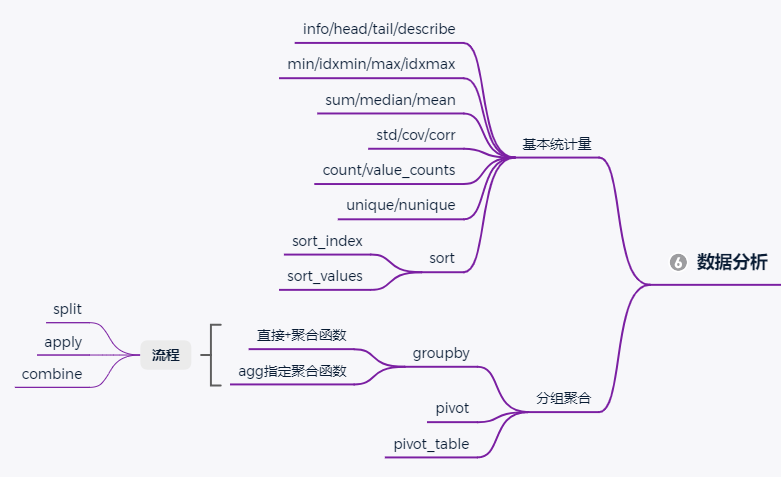 info/head/tail/describe
min/idxmin/max/idxmax
sum/median/mean
std/cov/corr
基本统计量
count/value_counts
unique/nunique
sort_index
sort
sort_values
6 数据分析
split
apply
combine
流程
直接+聚合函数
groupby
agg指定聚合函数
分组聚合
pivot
pivot_table